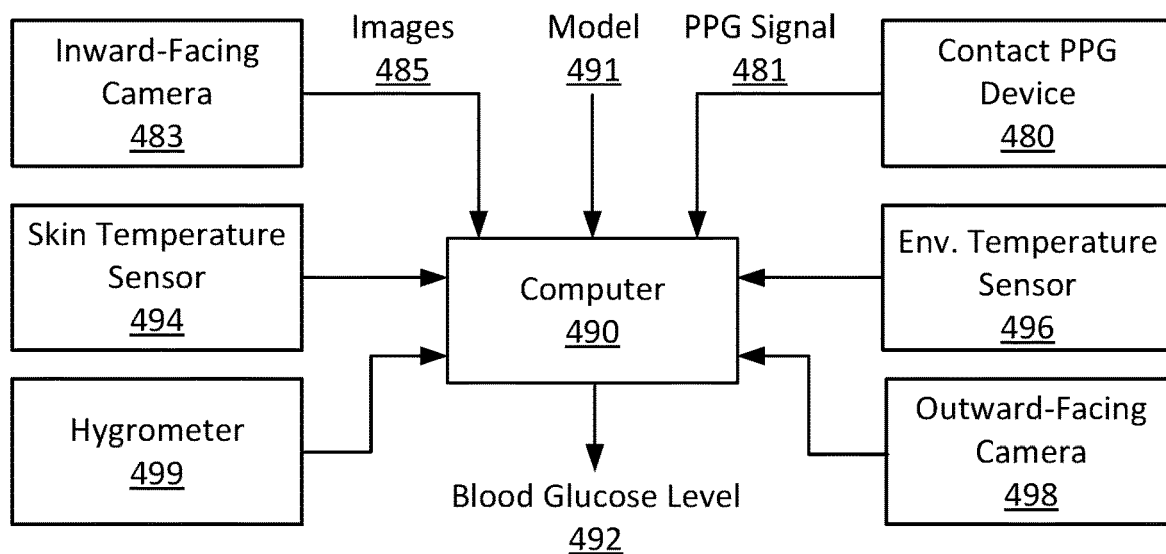 Inward-Facing
Camera
483
Images
485
Model
491
PPG Signal
481
Contact PPG
Device
480
Skin Temperature
Sensor
494
Computer
490
Env. Temperature
Sensor
496
Hygrometer
499
Outward-Facing
Camera
498
Blood Glucose Level
492